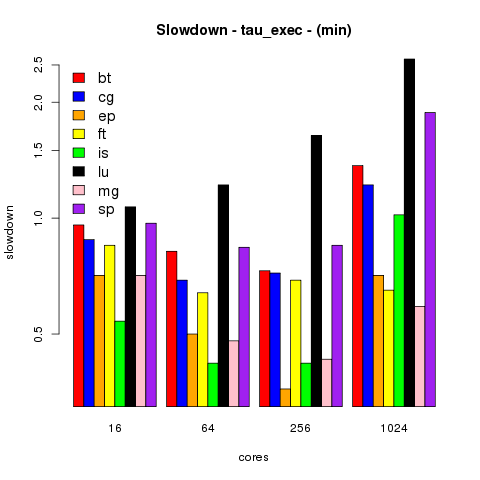 Slowdown - tau_exec - (min)
slowdown
2.5
2.0
1.5
1.0
0.5
bt
cg
ep
ft
is
lu
mg
sp
16
64
256
1024
cores